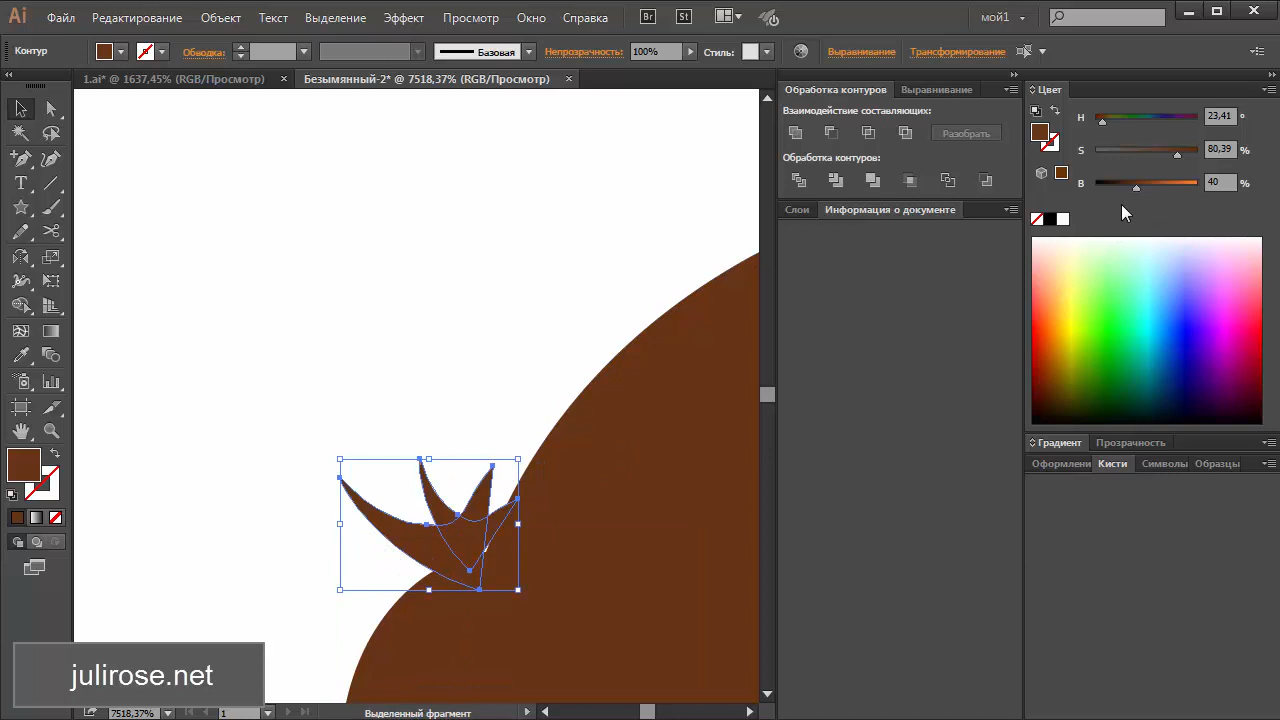 Ai Файл Редактирование Объект Текст Выделение Эффект Просмотр Окно Справка Br St мой1
Контур Обводка: Базовая Непрозрачность: 100% Стиль: Выравнивание Трансформирование
1.ai* @ 1637,45% (RGB/Просмотр) Безымянный-2* @ 7518,37% (RGB/Просмотр)
Обработка контуров Выравнивание
Взаимодействие составляющих:
Разобрать
Обработка контуров:
Слои Информация о документе
Цвет
H 23,41 °
S 80,39 %
B 40 %
Градиент Прозрачность
Оформлени Кисти Символы Образцы
T
julirose.net
7518,37% 1 Выделенный фрагмент